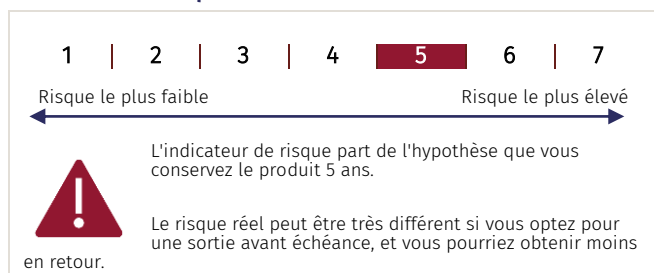 1 | 2 | 3 | 4 5 6 | 7
Risque le plus faible Risque le plus élevé
L'indicateur de risque part de l'hypothèse que vous
conservez le produit 5 ans.
Le risque réel peut être très différent si vous optez pour
une sortie avant échéance, et vous pourriez obtenir moins
en retour.